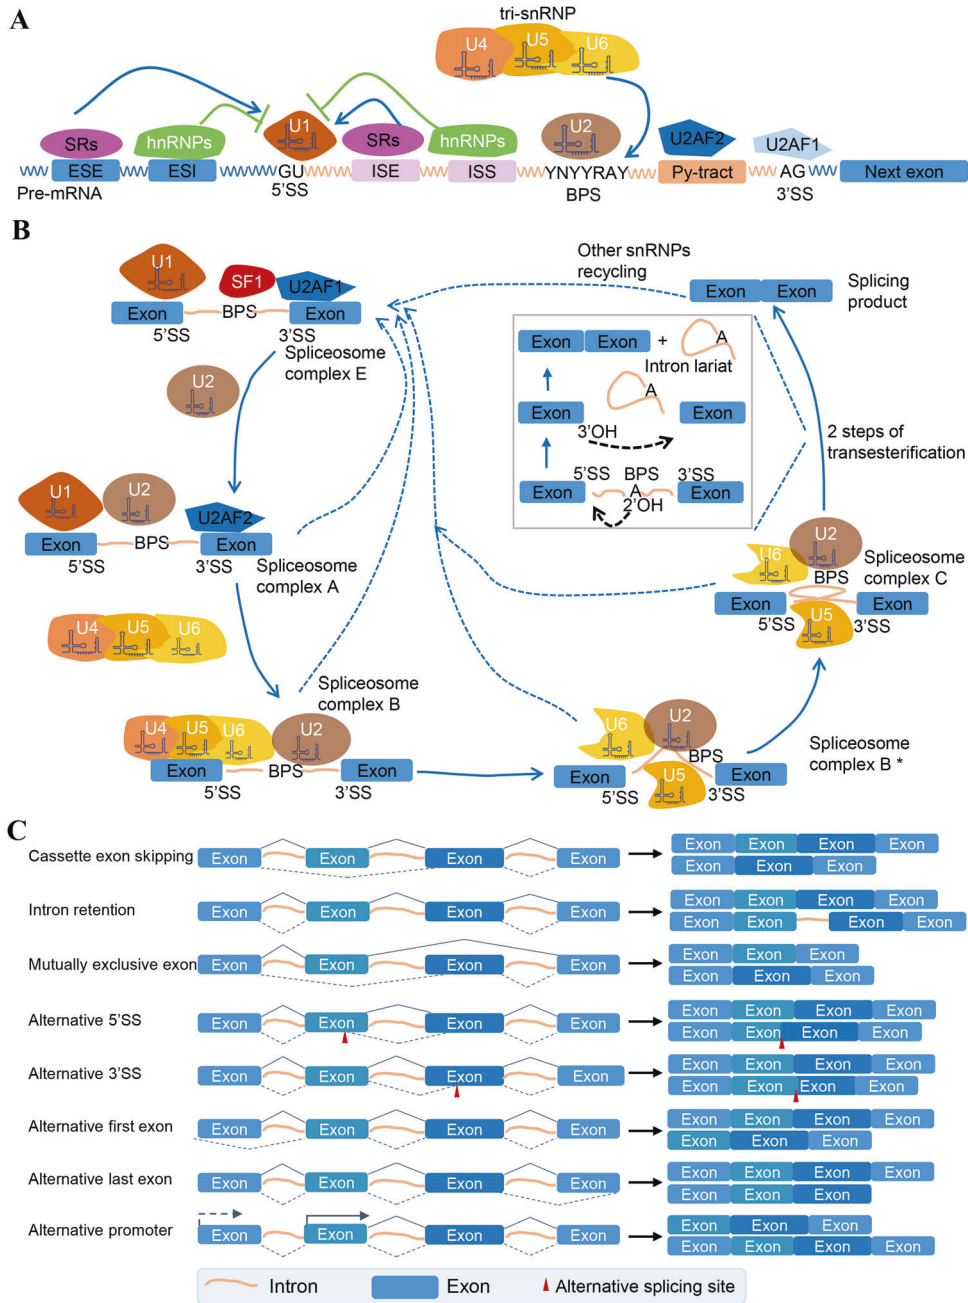 A
tri-snRNP
U4
U5
U6
SRs
hnRNPs
U1
SRs
hnRNPs
U2
U2AF2
U2AF1
ESE
ESI
GU
ISE
ISS
YNYYRAY
Py-tract
AG
Next exon
Pre-mRNA
5'SS
BPS
3'SS
B
U1
SF1
U2AF1
Exon
BPS
Exon
5'SS
3'SS
Spliceosome
complex E
U2
U1
U2
U2AF2
Exon
BPS
Exon
5'SS
3'SS
Spliceosome
complex A
U4
U5
U6
Spliceosome
complex B
U4
U5
U6
U2
Exon
BPS
Exon
5'SS
3'SS
Other snRNPs
recycling
Exon
Exon
Splicing
product
Exon
Exon
+
A
Intron lariat
A
Exon
Exon
3'OH
5'SS
BPS
3'SS
Exon
A
Exon
2'OH
2 steps of
transesterification
U6
U2
BPS
Spliceosome
complex C
Exon
Exon
5'SS
U5
3'SS
U6
U2
BPS
Exon
U5
Exon
5'SS
3'SS
Spliceosome
complex B *
C
Cassette exon skipping
Exon Exon Exon Exon
Exon Exon Exon Exon
Exon Exon Exon
Intron retention
Exon Exon Exon Exon
Exon Exon Exon Exon
Exon Exon Exon Exon
Mutually exclusive exon
Exon Exon Exon Exon
Exon Exon Exon
Exon Exon Exon
Alternative 5'SS
Exon Exon Exon Exon
Exon Exon Exon Exon
Exon Exon Exon Exon
Alternative 3'SS
Exon Exon Exon Exon
Exon Exon Exon Exon
Exon Exon Exon Exon
Alternative first exon
Exon Exon Exon Exon
Exon Exon Exon Exon
Exon Exon Exon
Alternative last exon
Exon Exon Exon Exon
Exon Exon Exon Exon
Exon Exon Exon
Alternative promoter
Exon Exon Exon Exon
Exon Exon Exon
Exon Exon Exon Exon
Intron
Exon
Alternative splicing site